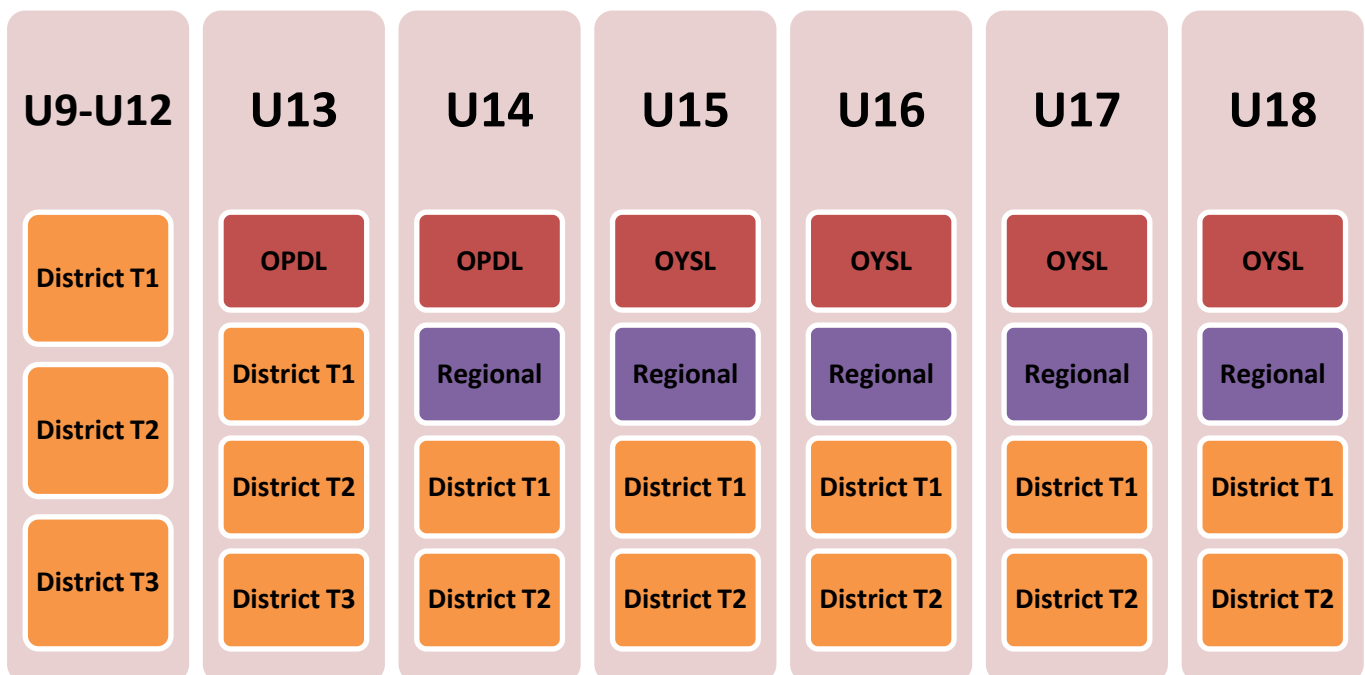 U9-U12
District T1
District T2
District T3
U13
OPDL
District T1
District T2
District T3
U14
OPDL
Regional
District T1
District T2
U15
OYSL
Regional
District T1
District T2
U16
OYSL
Regional
District T1
District T2
U17
OYSL
Regional
District T1
District T2
U18
OYSL
Regional
District T1
District T2